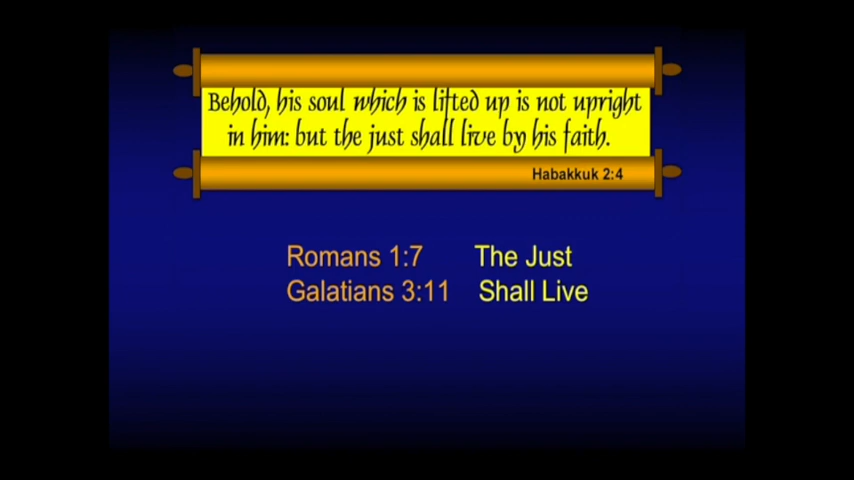 Behold, his soul which is lifted up is not upright
in him: but the just shall live by his faith.
Habakkuk 2:4
Romans 1:7 The Just
Galatians 3:11 Shall Live